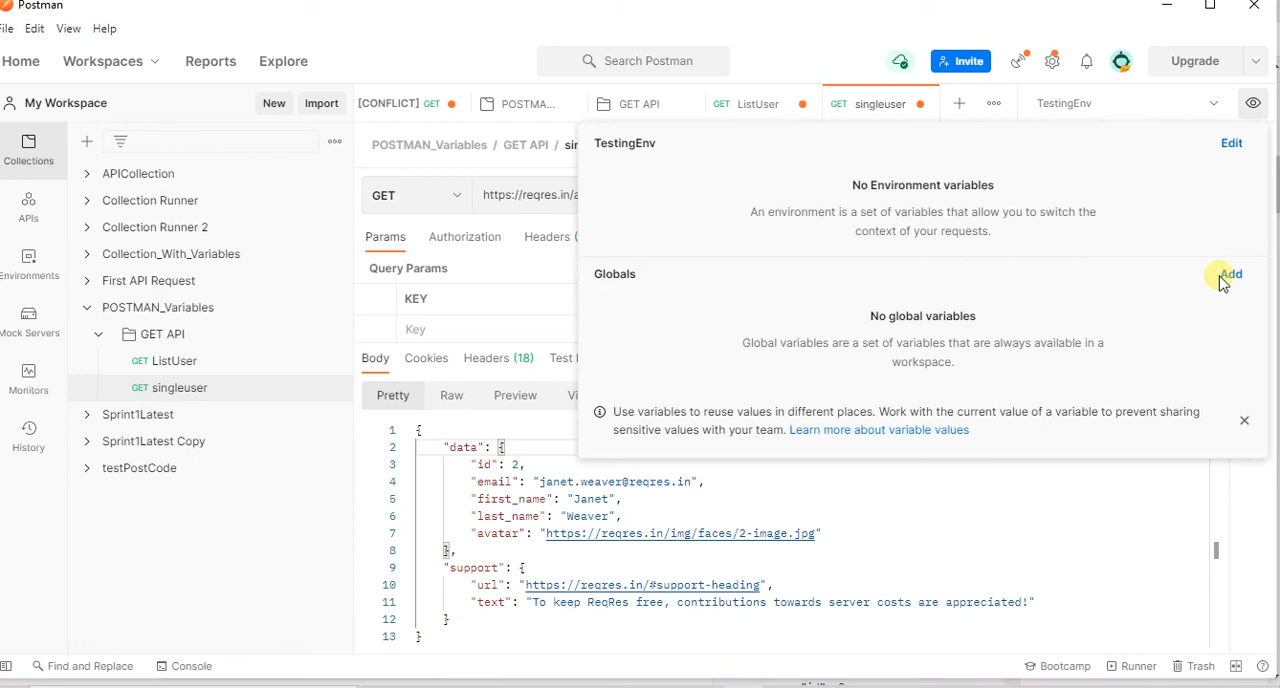 Postman
File Edit View Help
Home Workspaces Reports Explore Search Postman Invite Upgrade
My Workspace New Import [CONFLICT] GET POSTMA... GET API GET ListUser GET singleuser TestingEnv
Collections
APIs
Environments
Mock Servers
Monitors
History
APICollection
Collection Runner
Collection Runner 2
Collection_With_Variables
First API Request
POSTMAN_Variables
GET API
GET ListUser
GET singleuser
Sprint1Latest
Sprint1Latest Copy
testPostCode
POSTMAN_Variables / GET API /
GET https://reqres.in/a
Params Authorization Headers (
Query Params
KEY
Key
Body Cookies Headers (18) Test
Pretty Raw Preview
TestingEnv Edit
No Environment variables
An environment is a set of variables that allow you to switch the
context of your requests.
Globals Add
No global variables
Global variables are a set of variables that are always available in a
workspace.
Use variables to reuse values in different places. Work with the current value of a variable to prevent sharing
sensitive values with your team. Learn more about variable values
1 {
2 "data": {
3 "id": 2,
4 "email": "janet.weaver@reqres.in",
5 "first_name": "Janet",
6 "last_name": "Weaver",
7 "avatar": "https://reqres.in/img/faces/2-image.jpg"
8 },
9 "support": {
10 "url": "https://reqres.in/#support-heading",
11 "text": "To keep ReqRes free, contributions towards server costs are appreciated!"
12 }
13 }
Find and Replace Console Bootcamp Runner Trash